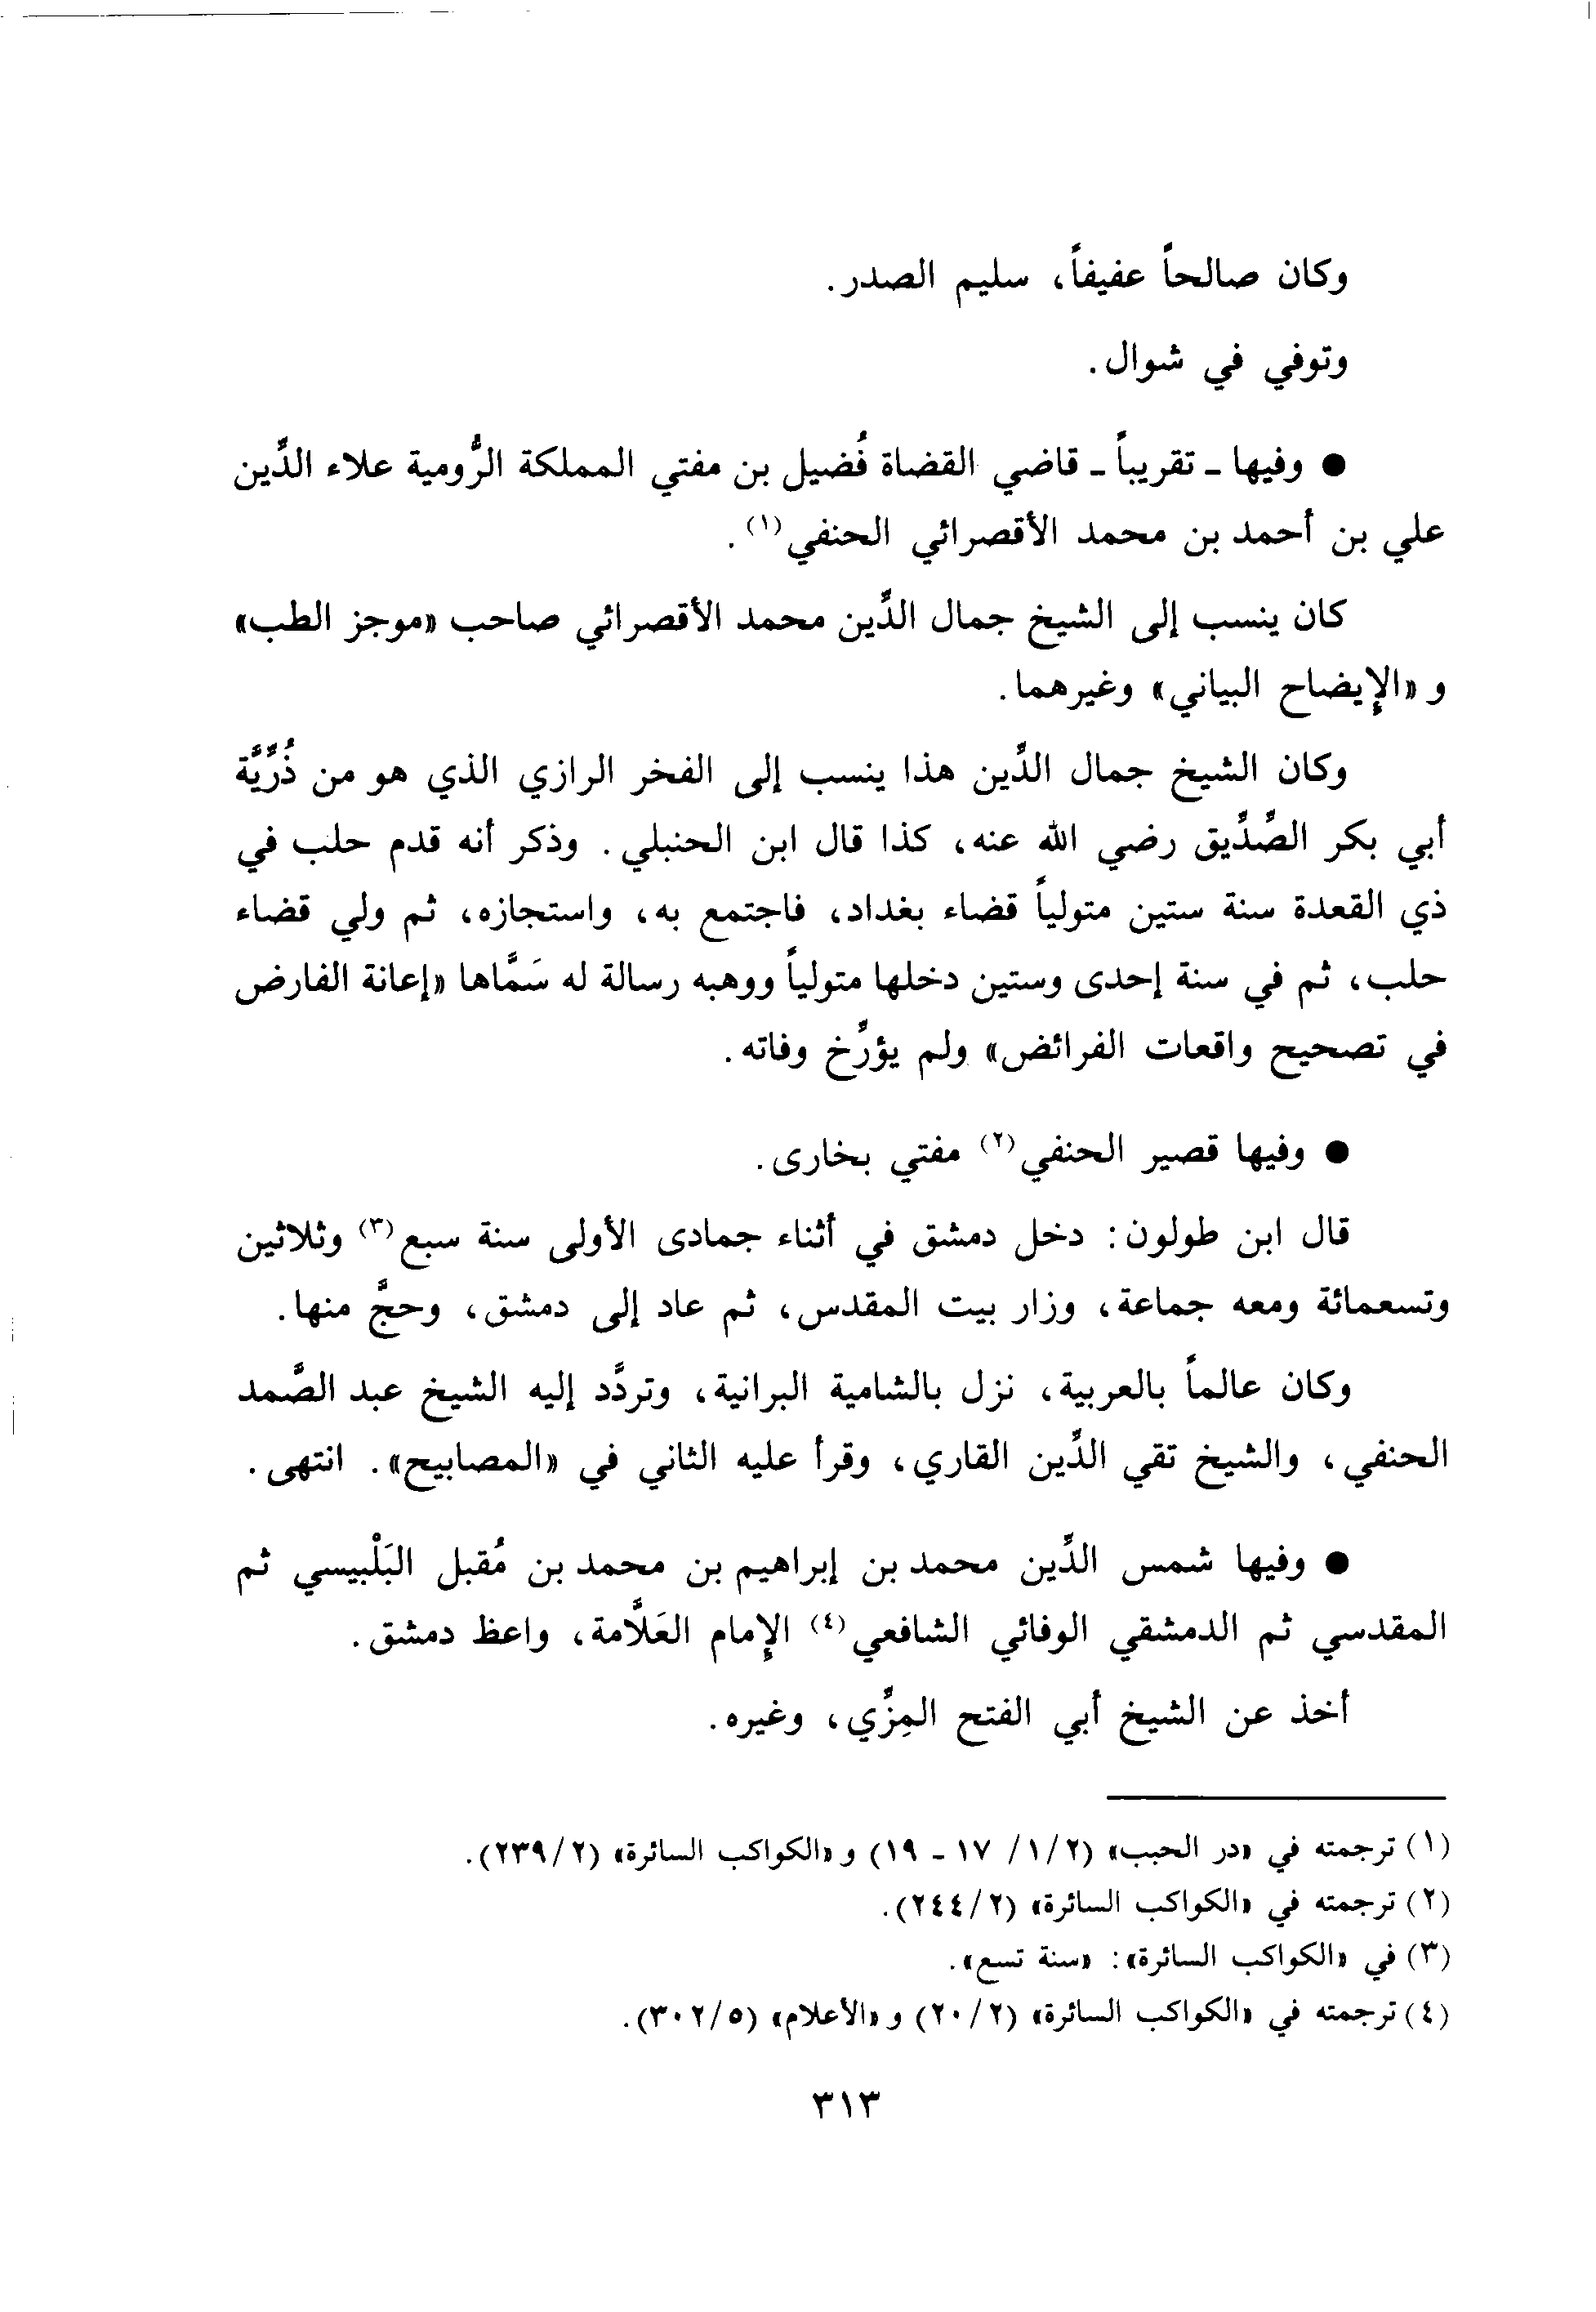 وكان صالحاً عفيفاً، سليم الصدر.
وتوفي في شوال.
● وفيها ـ تقريباً ـ قاضي القضاة فُضيل بن مفتي المملكة الرُّومية علاء الدِّين
علي بن أحمد بن محمد الأقصرائي الحنفي(١).
كان ينسب إلى الشيخ جمال الدِّين محمد الأقصرائي صاحب «موجز الطب»
و «الإيضاح البياني» وغيرهما.
وكان الشيخ جمال الدِّين هذا ينسب إلى الفخر الرازي الذي هو من ذُرِّيَّة
أبي بكر الصِّدِّيق رضي الله عنه، كذا قال ابن الحنبلي. وذكر أنه قدم حلب في
ذي القعدة سنة ستين متولياً قضاء بغداد، فاجتمع به، واستجازه، ثم ولي قضاء
حلب، ثم في سنة إحدى وستين دخلها متولياً ووهبه رسالة له سَمَّاها «إعانة الفارض
في تصحيح واقعات الفرائض» ولم يؤرِّخ وفاته.
● وفيها قصير الحنفي(٢) مفتي بخارى.
قال ابن طولون: دخل دمشق في أثناء جمادى الأولى سنة سبع(٣) وثلاثين
وتسعمائة ومعه جماعة، وزار بيت المقدس، ثم عاد إلى دمشق، وحجَّ منها.
وكان عالماً بالعربية، نزل بالشامية البرانية، وتردَّد إليه الشيخ عبد الصَّمد
الحنفي، والشيخ تقي الدِّين القاري، وقرأ عليه الثاني في «المصابيح». انتهى.
● وفيها شمس الدِّين محمد بن إبراهيم بن محمد بن مُقبل البَلْبيسي ثم
المقدسي ثم الدمشقي الوفائي الشافعي(٤) الإمام العَلَّامة، واعظ دمشق.
أخذ عن الشيخ أبي الفتح المِزِّي، وغيره.
(١) ترجمته في «در الحبب» (٢/١/ ١٧ ـ ١٩) و «الكواكب السائرة» (٢/٢٣٩).
(٢) ترجمته في «الكواكب السائرة» (٢/٢٤٤).
(٣) في «الكواكب السائرة»: «سنة تسع».
(٤) ترجمته في «الكواكب السائرة» (٢/٢٠) و «الأعلام» (٥/٣٠٢).
٣١٣